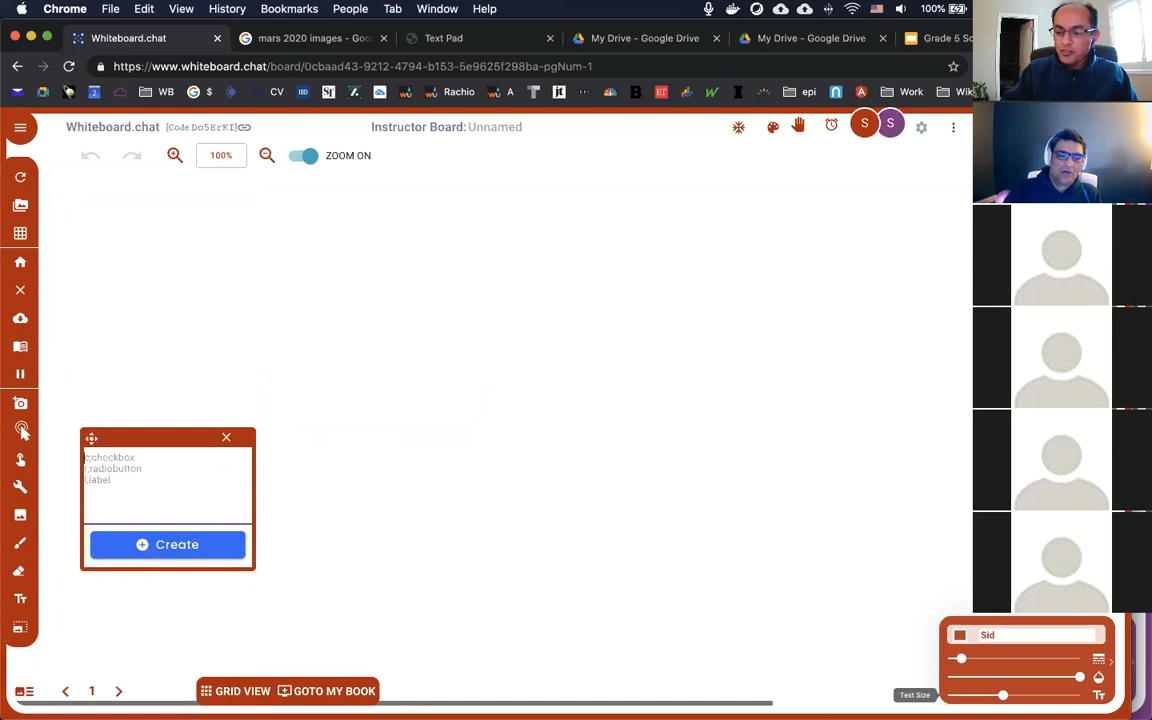 Chrome File Edit View History Bookmarks People Tab Window Help 100%
Whiteboard.chat mars 2020 images - Goo Text Pad My Drive - Google Drive My Drive - Google Drive Grade 5 Sc
https://www.whiteboard.chat/board/0cbaad43-9212-4794-b153-5e9625f298ba-pgNum-1
WB $ CV Rachio A epi Work Wik
Whiteboard.chat [Code:Do5ErKI] Instructor Board: Unnamed S S
100% ZOOM ON
c;checkbox
r;radiobutton
l;label
Create
Sid
Text Size
1 GRID VIEW GOTO MY BOOK